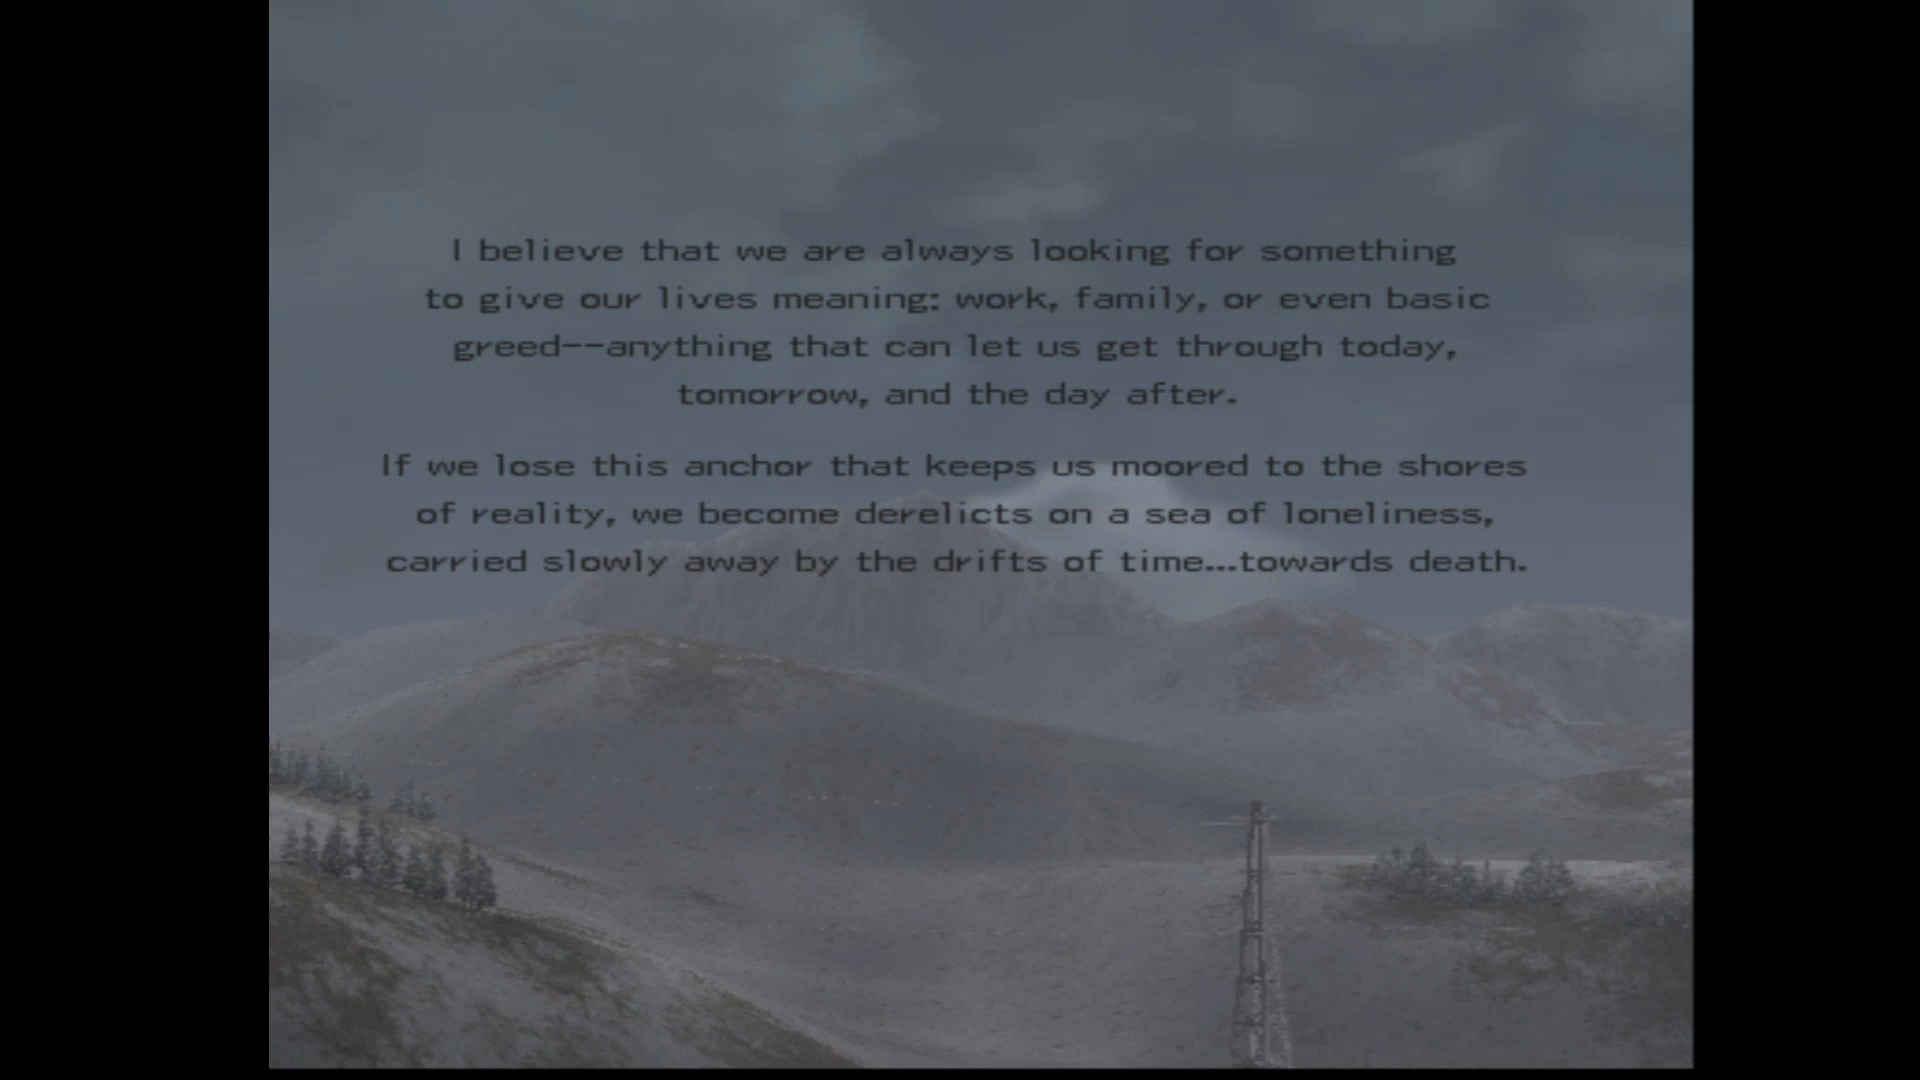 I believe that we are always looking for something
to give our lives meaning: work, family, or even basic
greed--anything that can let us get through today,
tomorrow, and the day after.
If we lose this anchor that keeps us moored to the shores
of reality, we become derelicts on a sea of loneliness,
carried slowly away by the drifts of time...towards death.